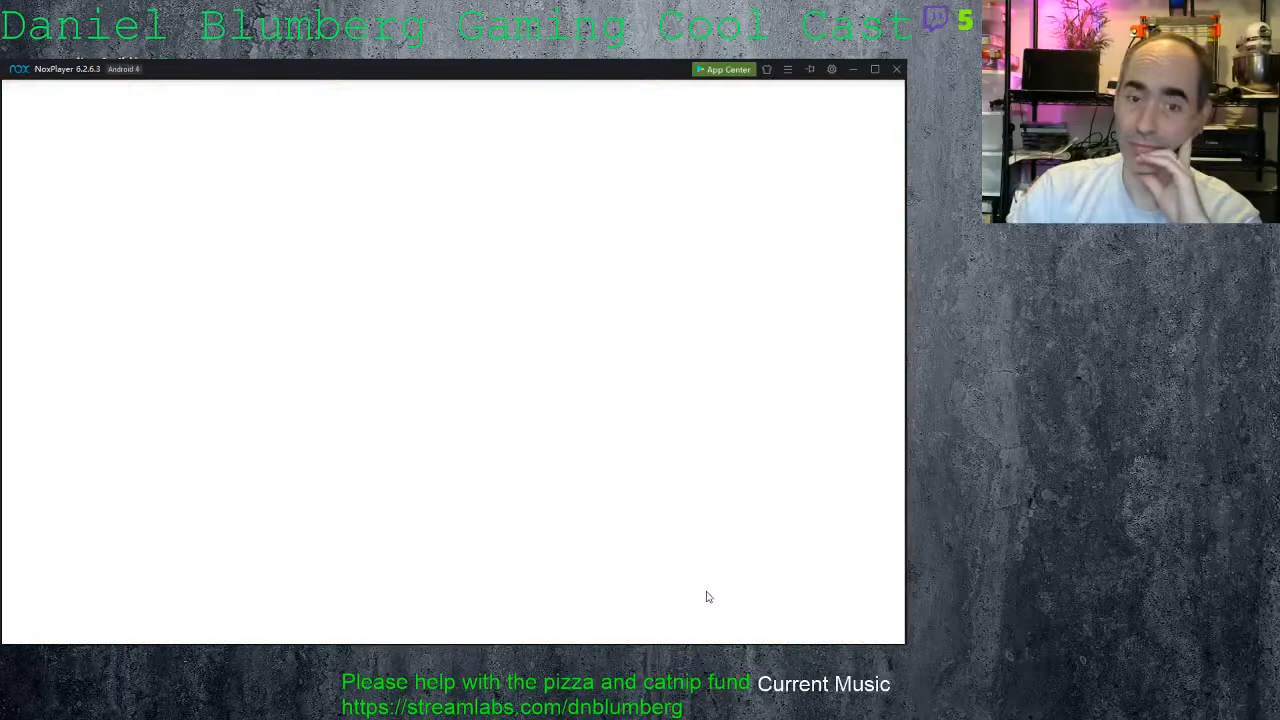 Daniel Blumberg Gaming Cool Cast 5
NOX NoxPlayer 6.2.6.3 Android 4 App Center
Please help with the pizza and catnip fund
https://streamlabs.com/dnblumberg
Current Music